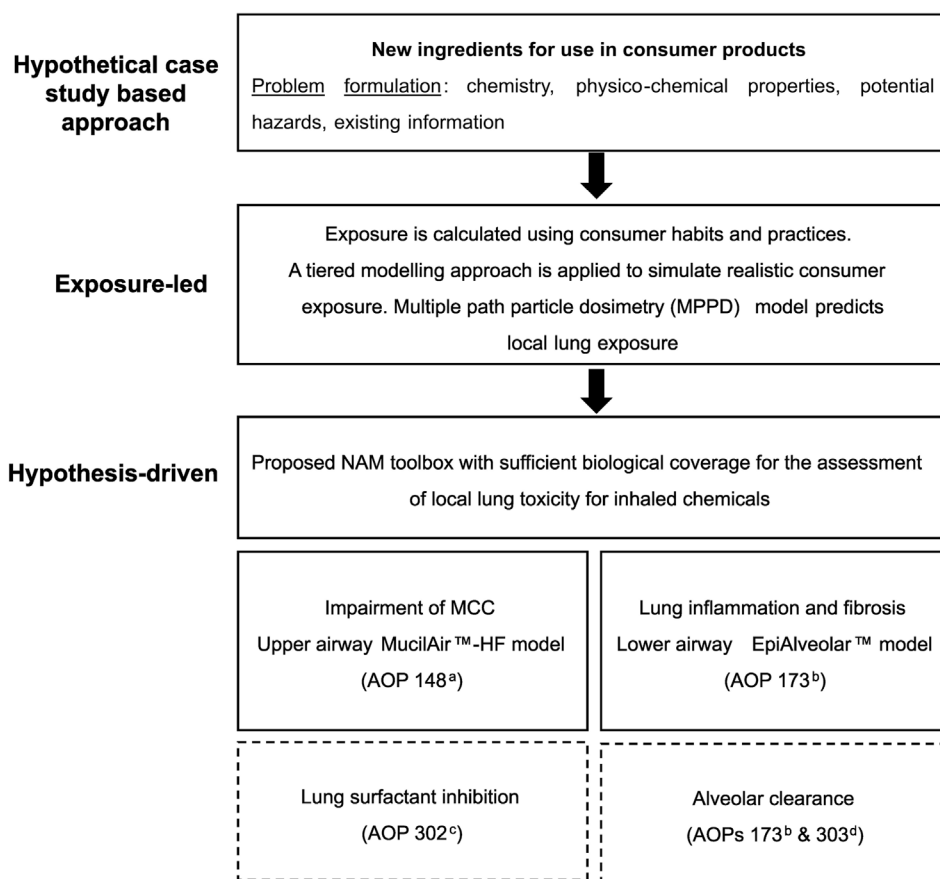 Hypothetical case
study based
approach
New ingredients for use in consumer products
Problem formulation: chemistry, physico-chemical properties, potential
hazards, existing information
Exposure-led
Exposure is calculated using consumer habits and practices.
A tiered modelling approach is applied to simulate realistic consumer
exposure. Multiple path particle dosimetry (MPPD) model predicts
local lung exposure
Hypothesis-driven
Proposed NAM toolbox with sufficient biological coverage for the assessment
of local lung toxicity for inhaled chemicals
Impairment of MCC
Upper airway MucilAir™-HF model
(AOP 148ᵃ)
Lung inflammation and fibrosis
Lower airway EpiAlveolar™ model
(AOP 173ᵇ)
Lung surfactant inhibition
(AOP 302ᶜ)
Alveolar clearance
(AOPs 173ᵇ & 303ᵈ)